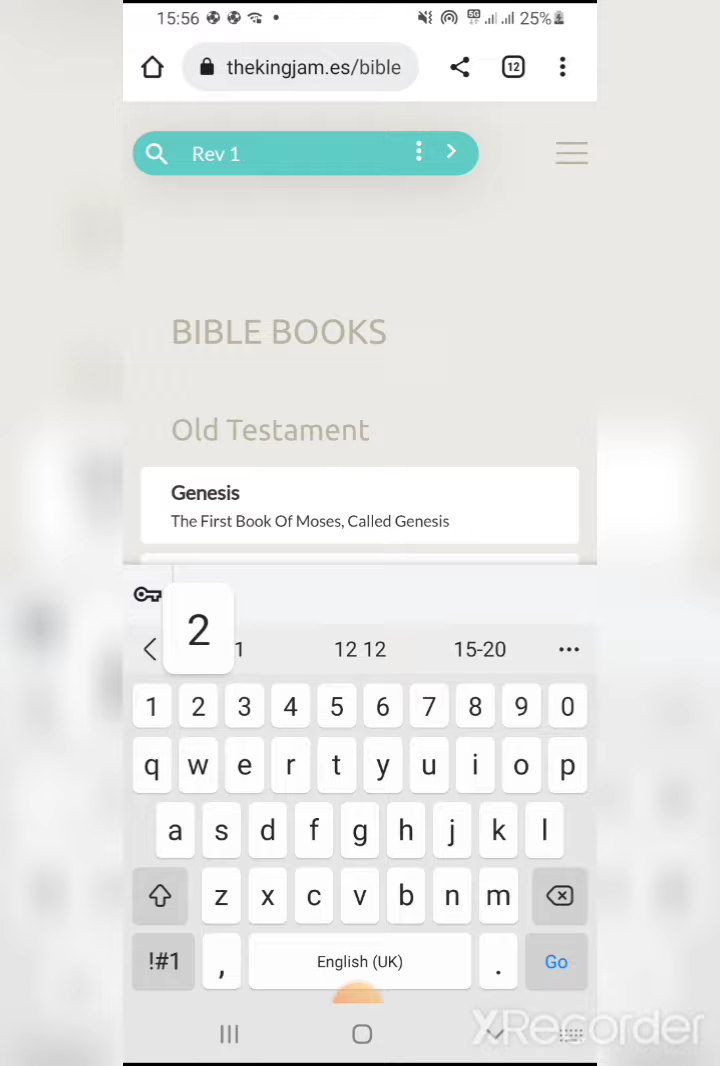 15:56 5G 25%
thekingjam.es/bible 12
Rev 1
BIBLE BOOKS
Old Testament
Genesis
The First Book Of Moses, Called Genesis
2
1 12 12 15-20
1 2 3 4 5 6 7 8 9 0
q w e r t y u i o p
a s d f g h j k l
z x c v b n m
!#1 , English (UK) . Go
XRecorder